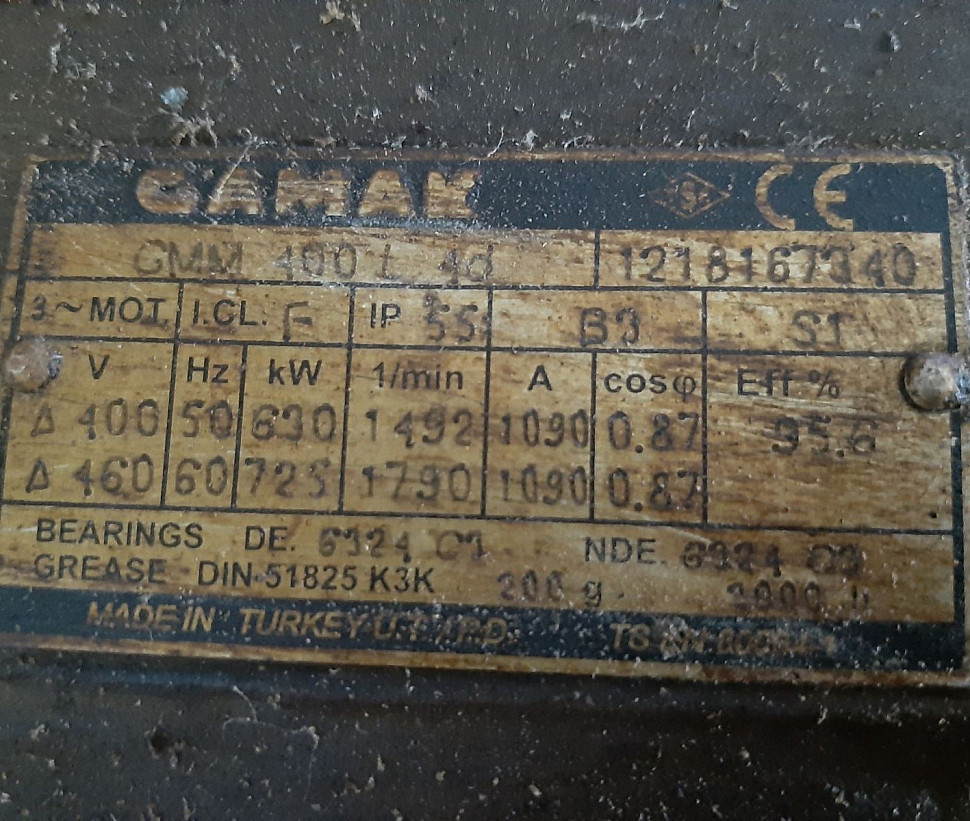 GAMAK CE
GMM 400 L 4d 1218167340
3~MOT. I.CL. F IP 55 B3 S1
V Hz kW 1/min A cosφ Eff %
Δ 400 50 630 1492 1090 0.87 95.6
Δ 460 60 725 1790 1090 0.87
BEARINGS DE. 6324 C3 NDE. 6324 C3
GREASE DIN 51825 K3K 200 g. h
MADE IN TURKEY